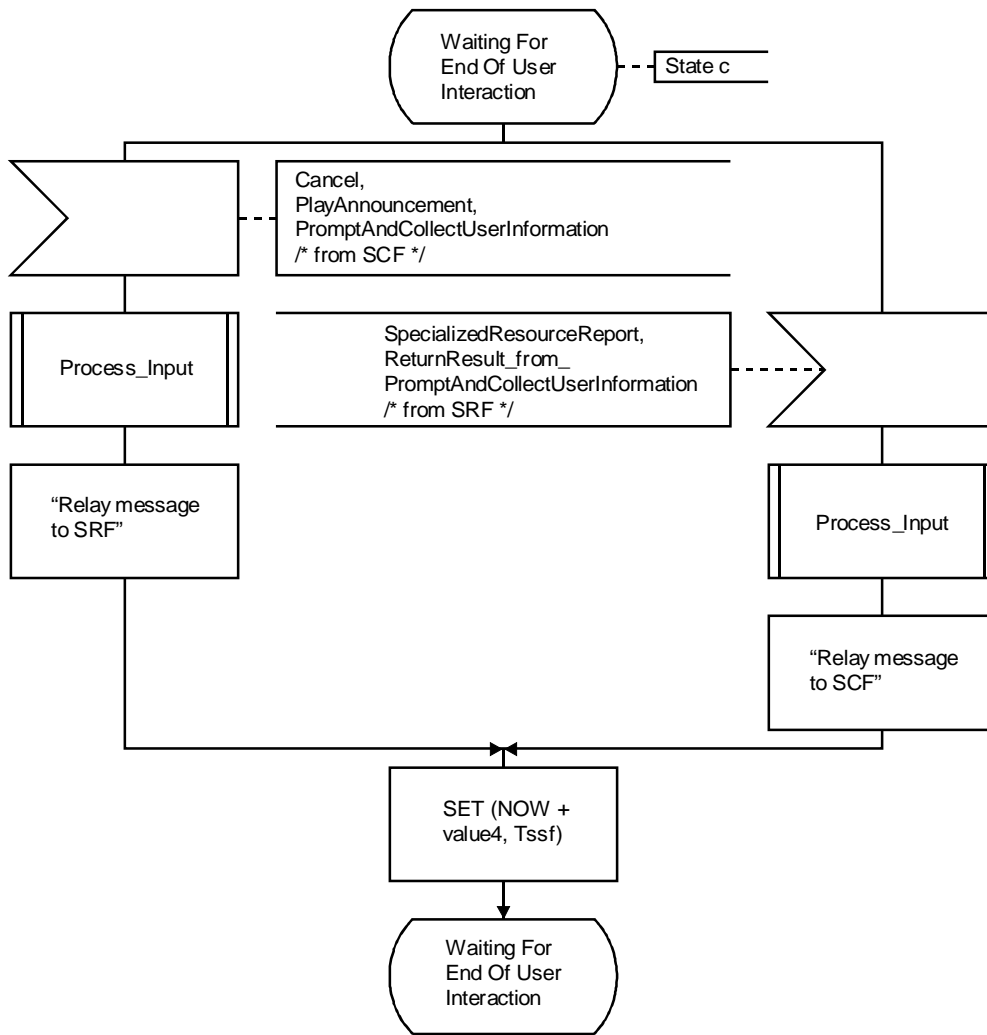 Waiting For
End Of User
Interaction
State c
Cancel,
PlayAnnouncement,
PromptAndCollectUserInformation
/* from SCF */
Process_Input
SpecializedResourceReport,
ReturnResult_from_
PromptAndCollectUserInformation
/* from SRF */
“Relay message
to SRF”
Process_Input
“Relay message
to SCF”
SET (NOW +
value4, Tssf)
Waiting For
End Of User
Interaction